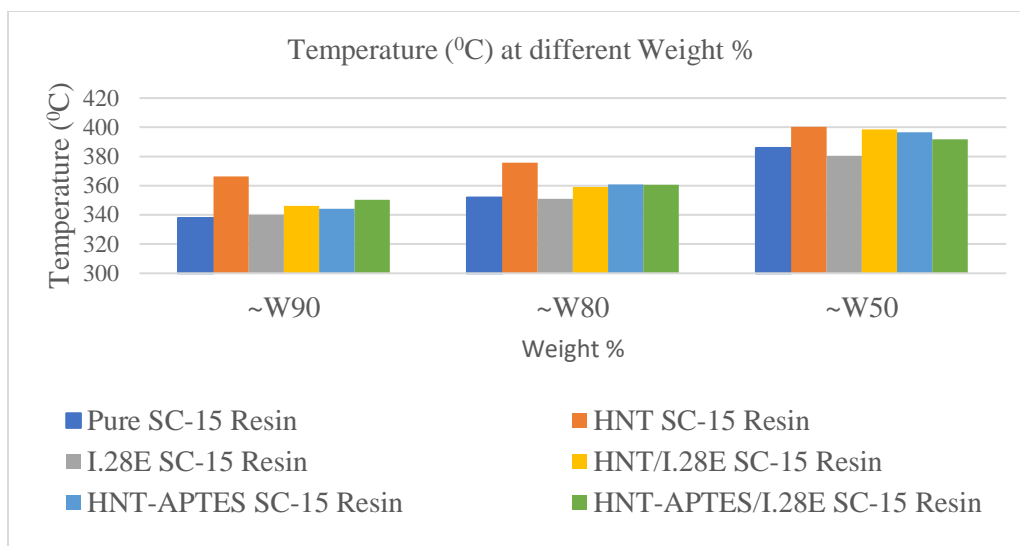 Temperature (⁰C) at different Weight %
Temperature (⁰C)
420
400
380
360
340
320
300
~W90 ~W80 ~W50
Weight %
Pure SC-15 Resin HNT SC-15 Resin
I.28E SC-15 Resin HNT/I.28E SC-15 Resin
HNT-APTES SC-15 Resin HNT-APTES/I.28E SC-15 Resin